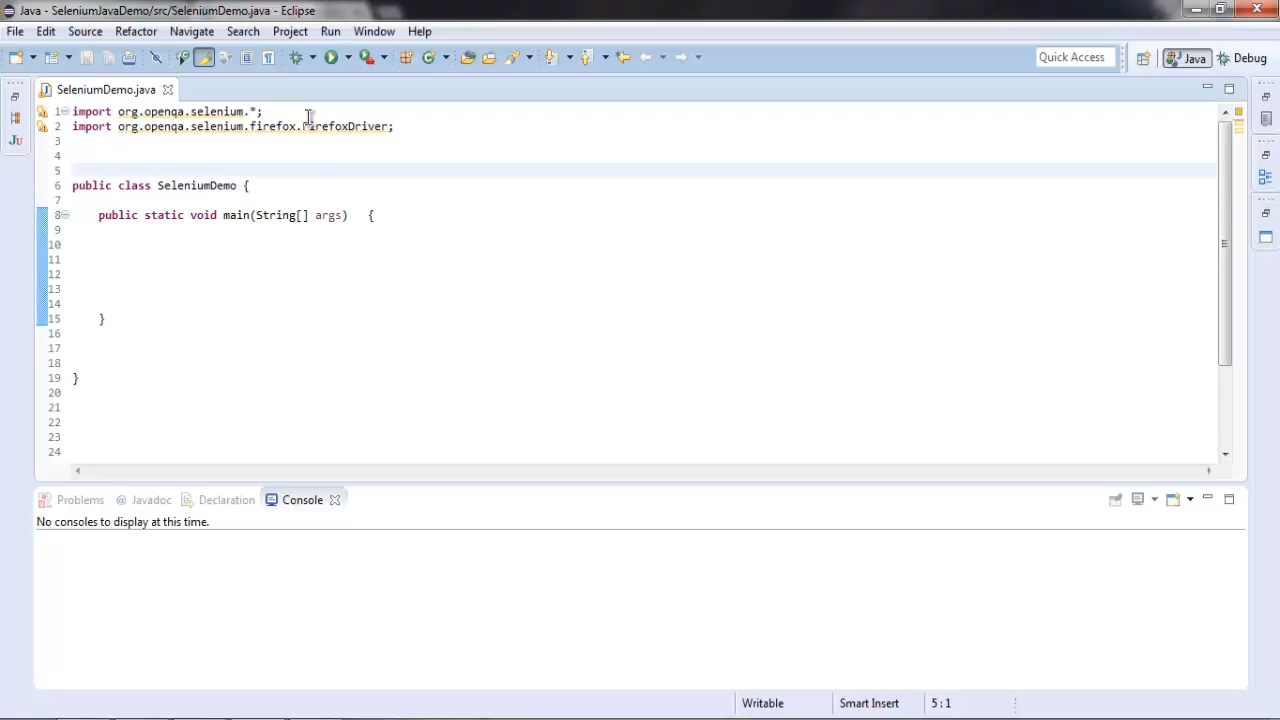 Java - SeleniumJavaDemo/src/SeleniumDemo.java - Eclipse
File Edit Source Refactor Navigate Search Project Run Window Help
Quick Access Java Debug
SeleniumDemo.java
1 import org.openqa.selenium.*;
2 import org.openqa.selenium.firefox.FirefoxDriver;
3
4
5
6 public class SeleniumDemo {
7
8 public static void main(String[] args) {
9
10
11
12
13
14
15 }
16
17
18
19 }
20
21
22
23
24
Problems @ Javadoc Declaration Console
No consoles to display at this time.
Writable Smart Insert 5 : 1